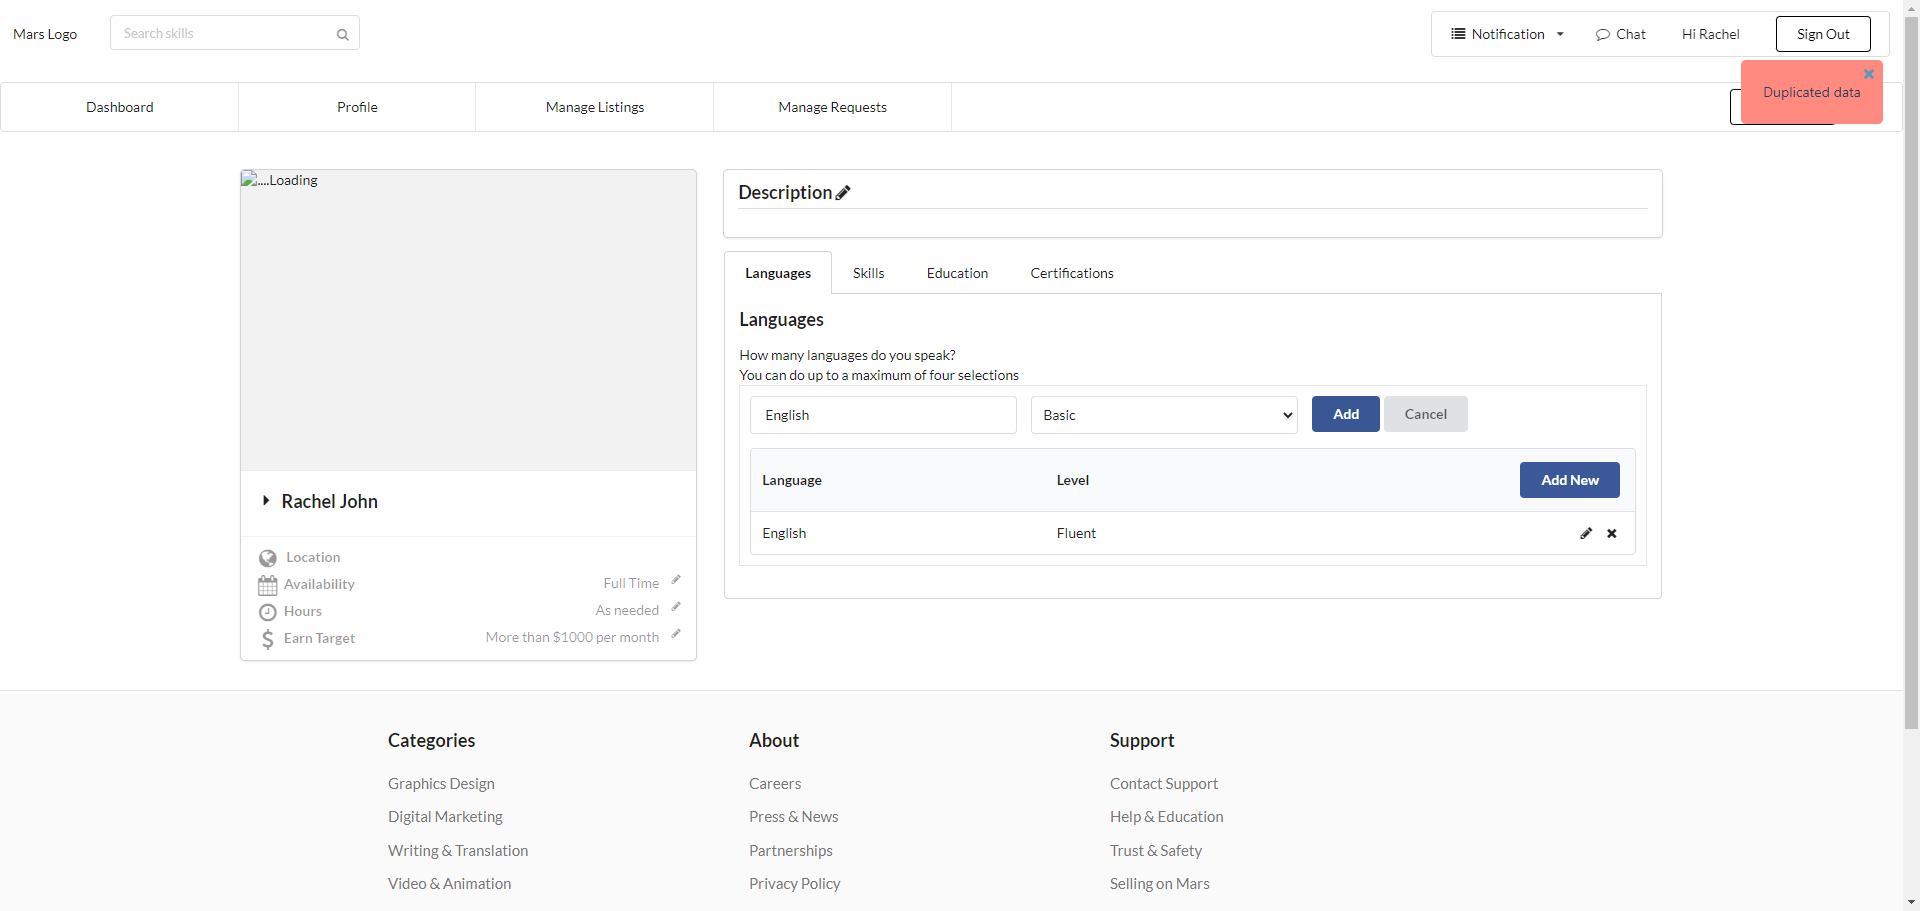 Mars Logo
Search skills
Notification
Chat
Hi Rachel
Sign Out
Duplicated data
Dashboard
Profile
Manage Listings
Manage Requests
....Loading
Rachel John
Location
Availability
Full Time
Hours
As needed
Earn Target
More than $1000 per month
Description
Languages
Skills
Education
Certifications
Languages
How many languages do you speak?
You can do up to a maximum of four selections
English
Basic
Add
Cancel
Language
Level
Add New
English
Fluent
Categories
Graphics Design
Digital Marketing
Writing & Translation
Video & Animation
About
Careers
Press & News
Partnerships
Privacy Policy
Support
Contact Support
Help & Education
Trust & Safety
Selling on Mars